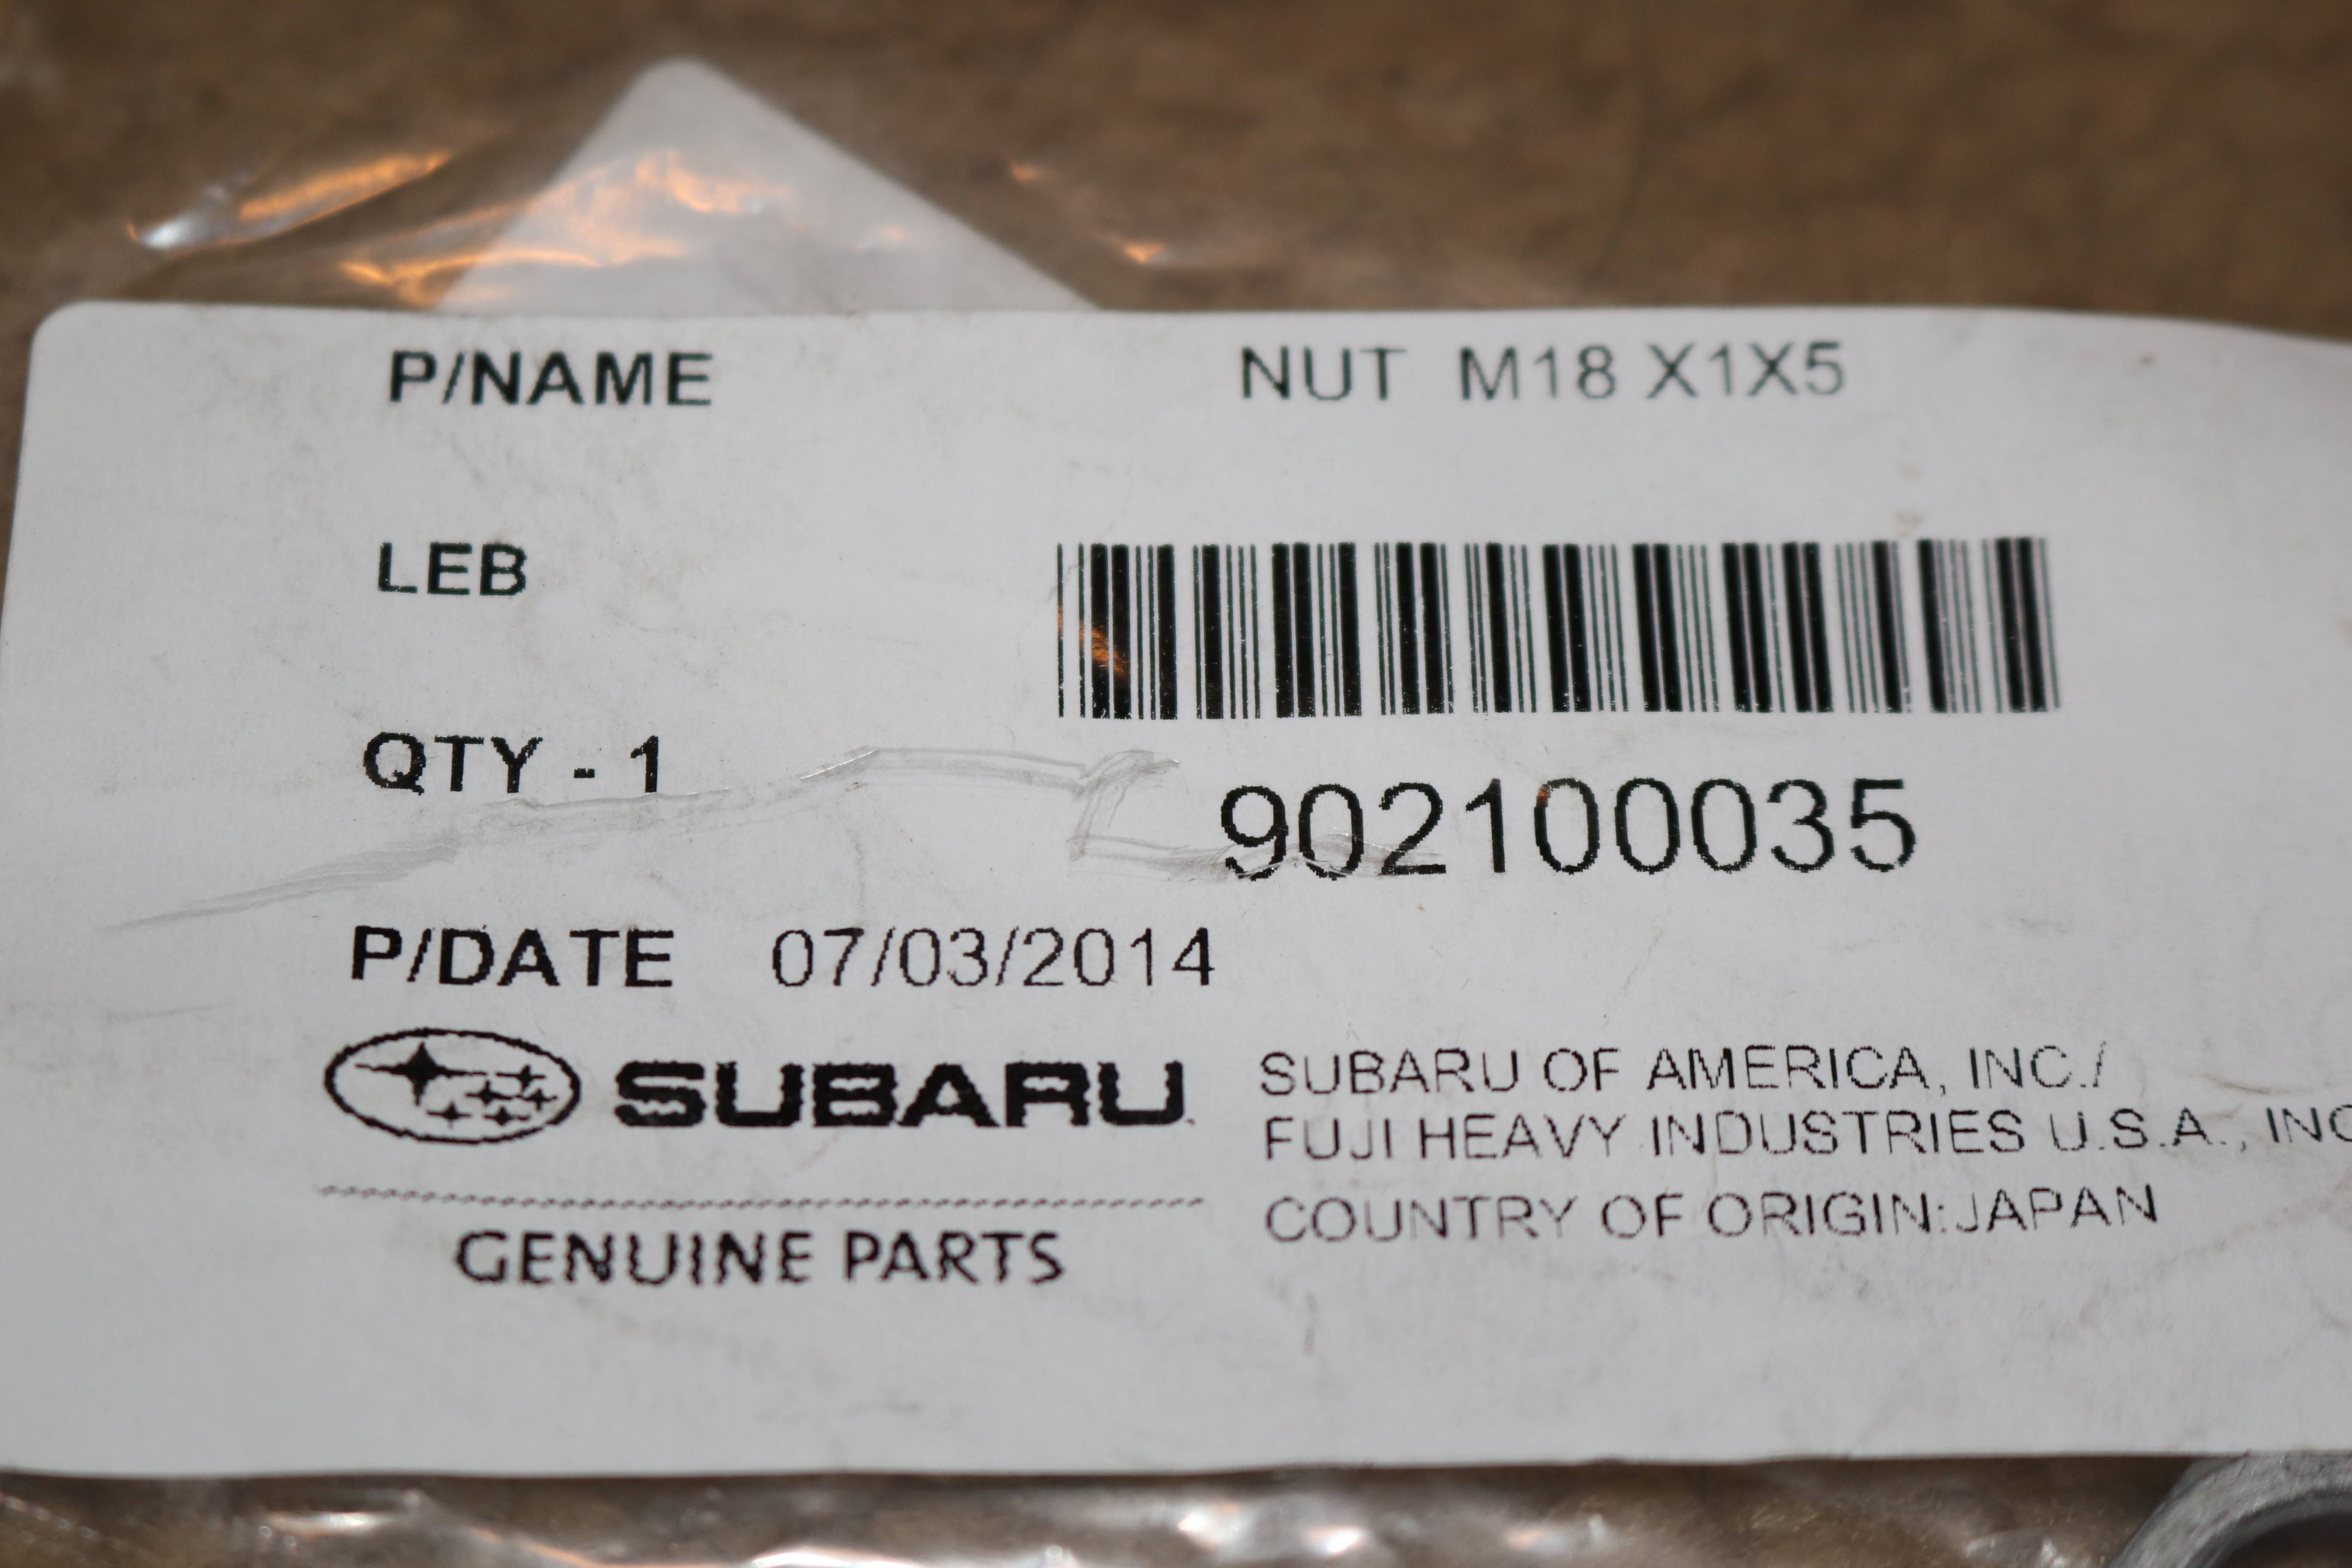 P/NAME NUT M18 X1X5
LEB
QTY - 1
902100035
P/DATE 07/03/2014
SUBARU
GENUINE PARTS
SUBARU OF AMERICA, INC./
FUJI HEAVY INDUSTRIES U.S.A., INC
COUNTRY OF ORIGIN:JAPAN